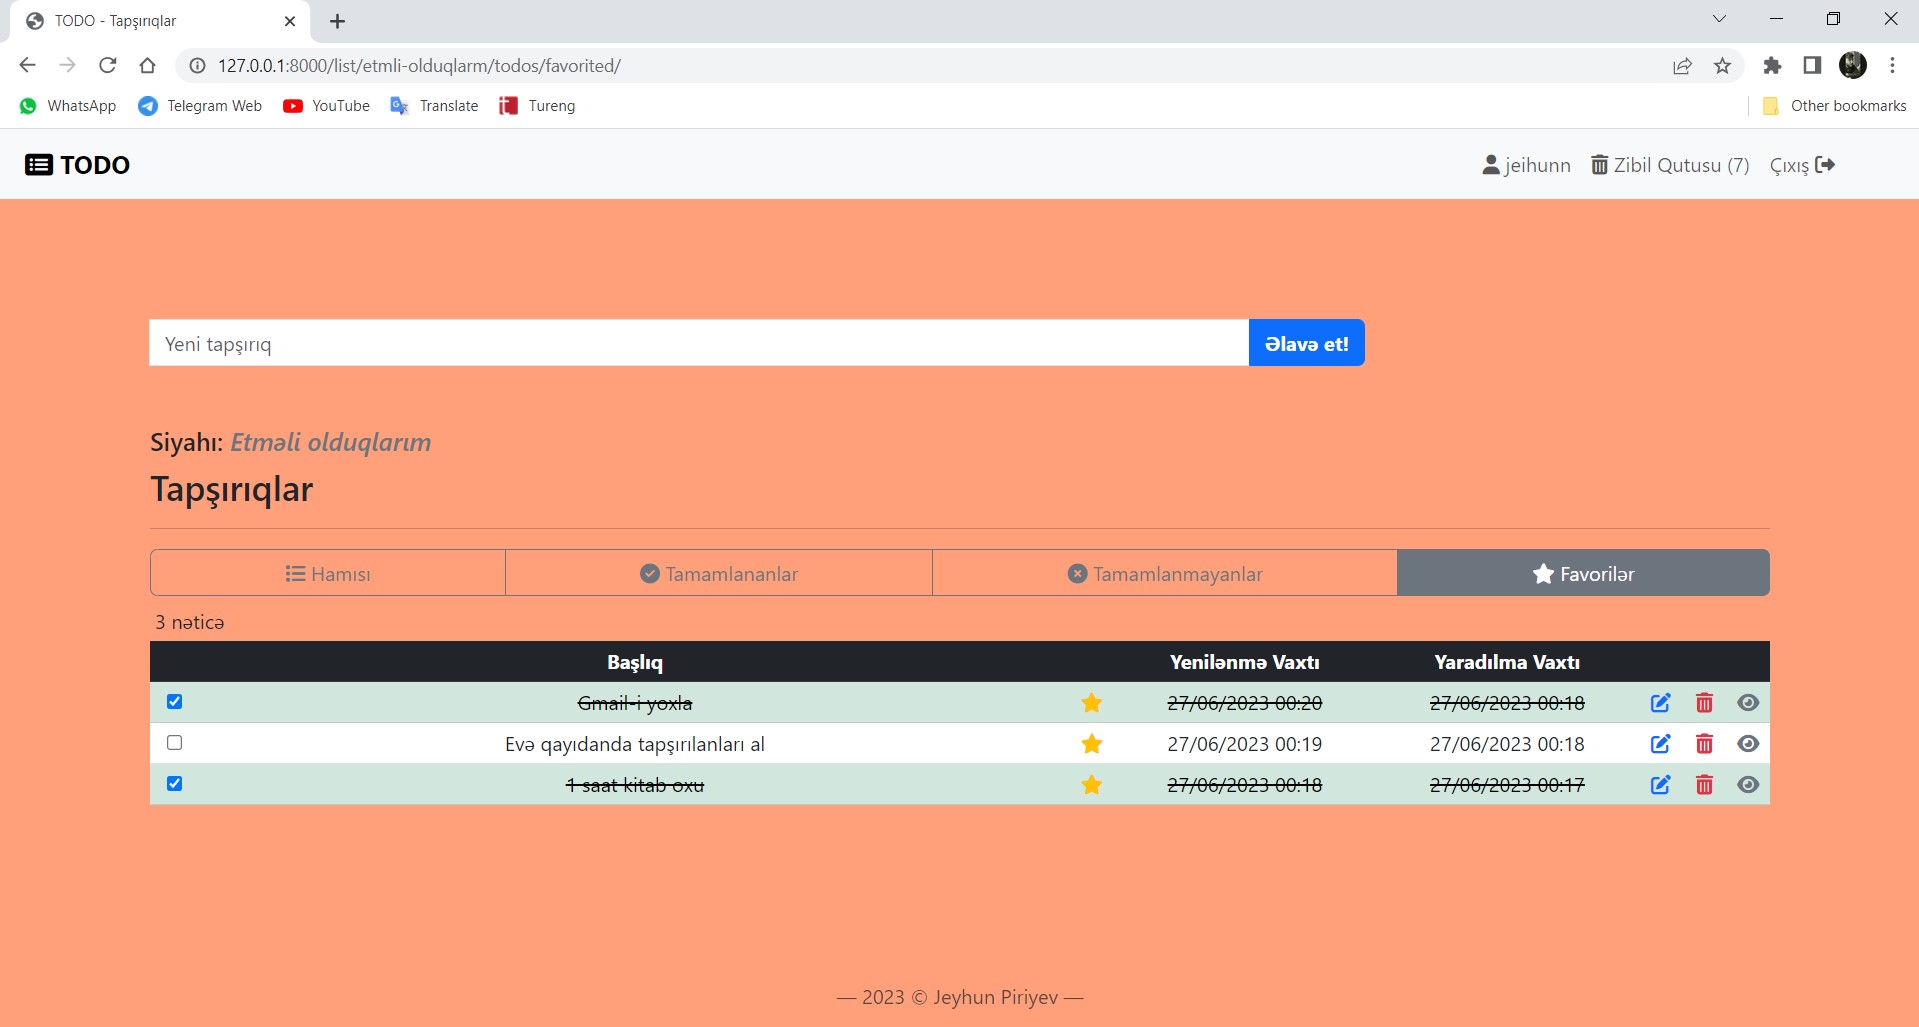 TODO - Tapşırıqlar
127.0.0.1:8000/list/etmli-olduqlarm/todos/favorited/
WhatsApp Telegram Web YouTube Translate Tureng Other bookmarks
TODO jeihunn Zibil Qutusu (7) Çıxış
Yeni tapşırıq Əlavə et!
Siyahı: Etməli olduqlarım
Tapşırıqlar
Hamısı Tamamlananlar Tamamlanmayanlar Favorilər
3 nəticə
Başlıq Yenilənmə Vaxtı Yaradılma Vaxtı
Gmail-i yoxla 27/06/2023 00:20 27/06/2023 00:18
Evə qayıdanda tapşırılanları al 27/06/2023 00:19 27/06/2023 00:18
1 saat kitab oxu 27/06/2023 00:18 27/06/2023 00:17
— 2023 © Jeyhun Piriyev —